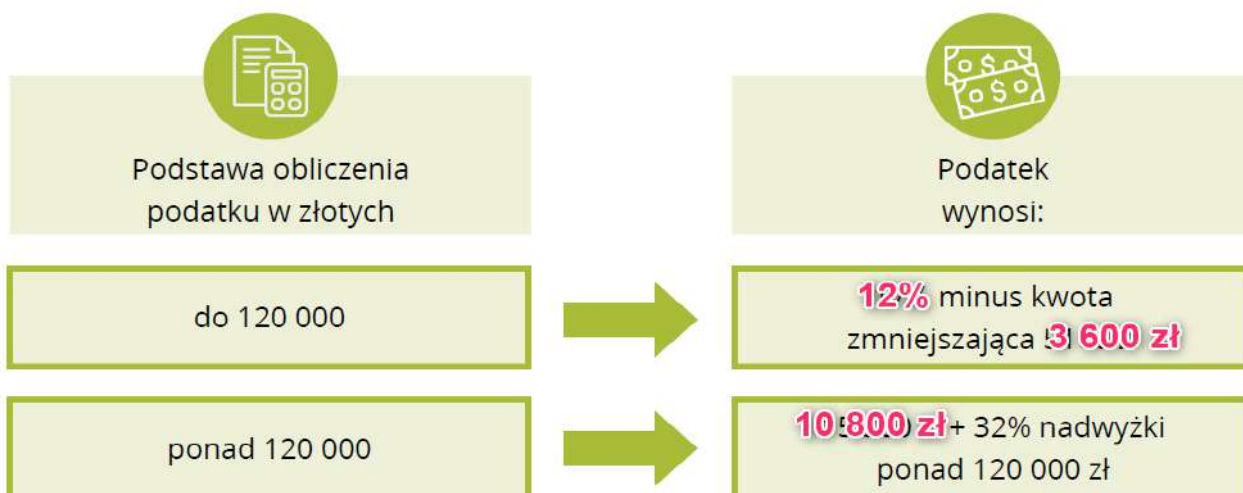 Podstawa obliczenia
podatku w złotych
Podatek
wynosi:
do 120 000
12% minus kwota
zmniejszająca 3 600 zł
ponad 120 000
10 800 zł + 32% nadwyżki
ponad 120 000 zł